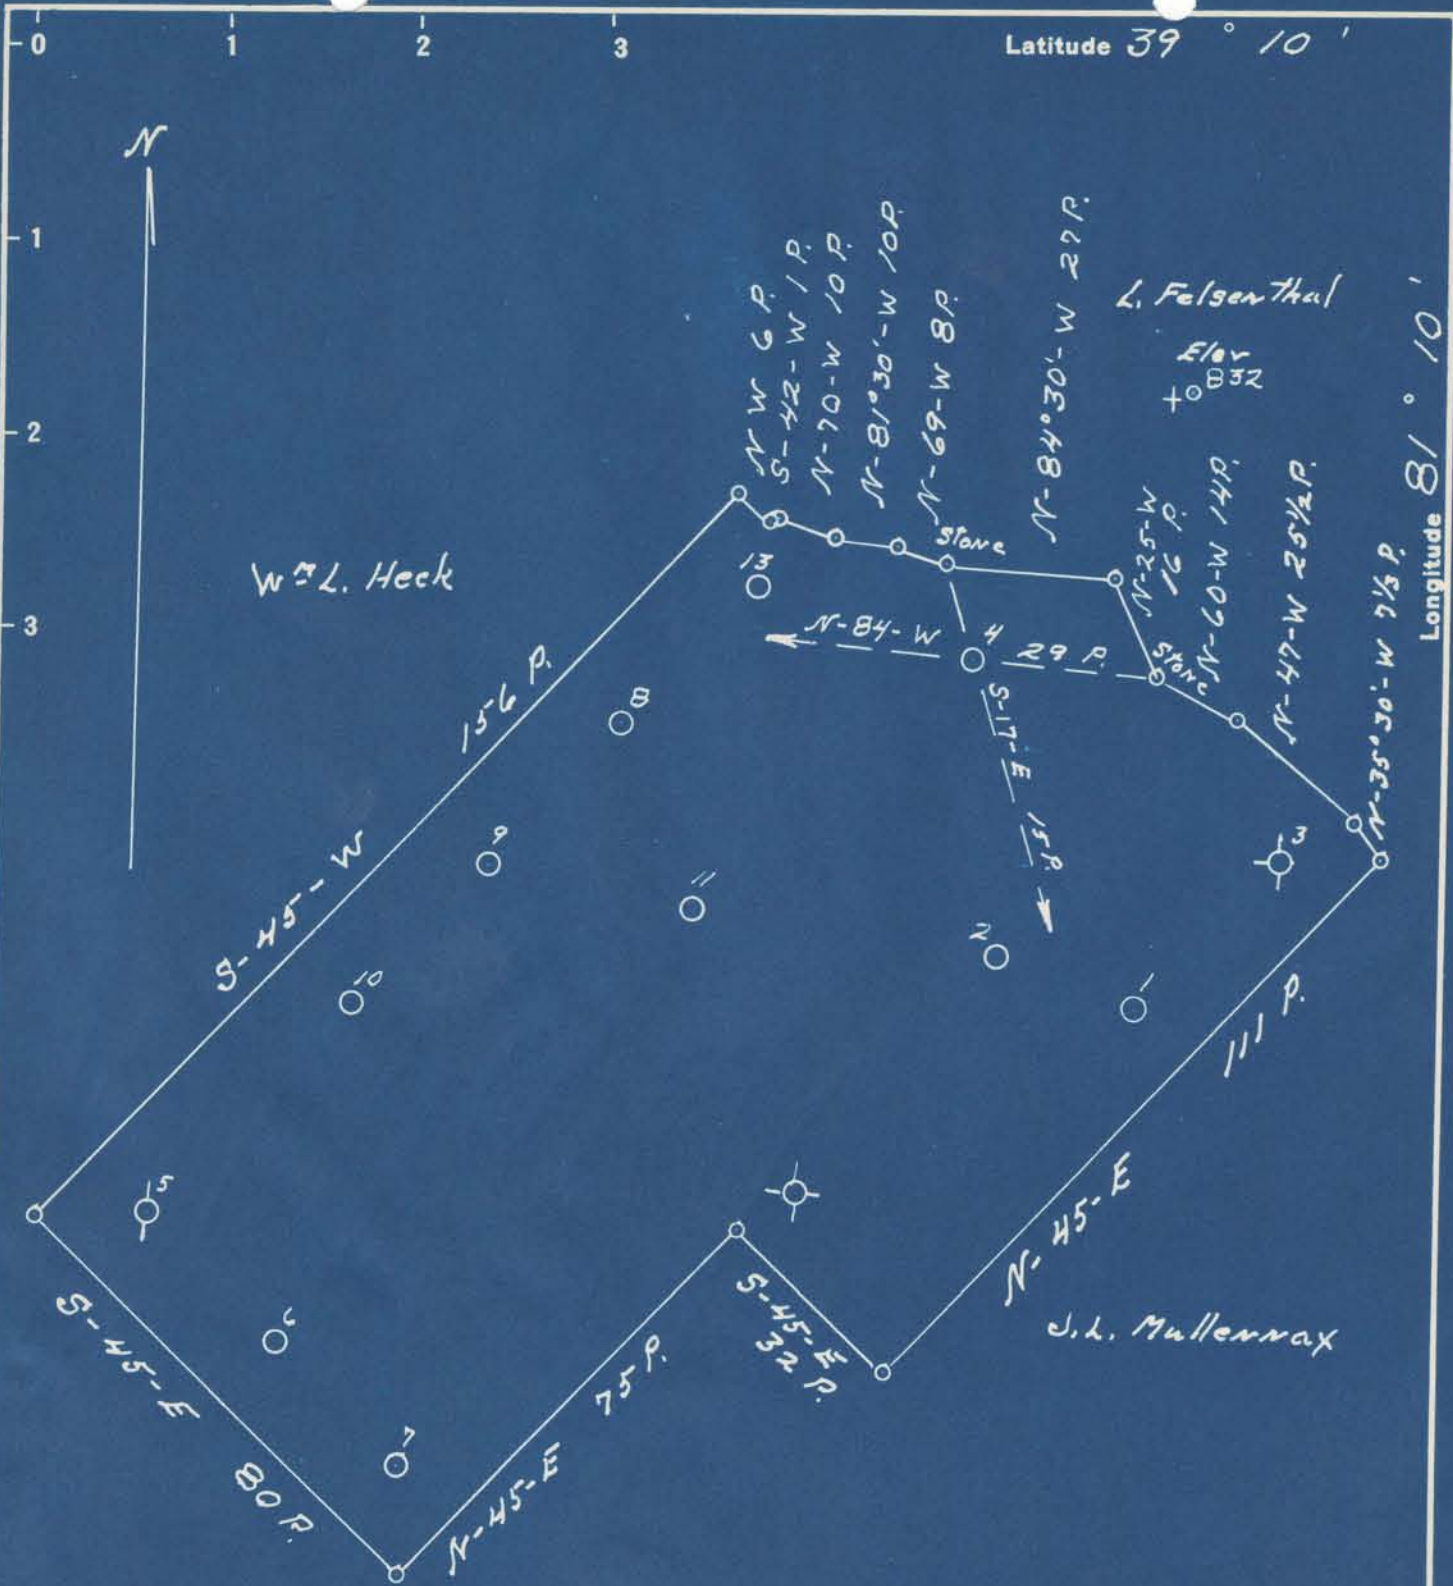 0 1 2 3
Latitude 39 ° 10 '
N
1
2
3
Longitude 81 ° 10 '
L. Felsenthal
Elev
832
N W 6 P.
S-42-W 1 P.
N-70-W 10 P.
N-81°30'-W 10 P.
N-69-W 8 P.
N-84°30'-W 27 P.
N-25-W
16 P.
N-60-W 14 P.
N-47-W 25½ P.
N-35°30'-W 7⅓ P.
Stone
Stone
Wm L. Heck
13
N-84-W 4 29 P.
S-17-E 15 P.
8
156 P.
S-45-W
9
11
3
2
1
10
111 P.
N-45-E
5
6
7
S-45-E
32 P.
J.L. Mullennax
S-45-E
80 P.
N-45-E 75 P.